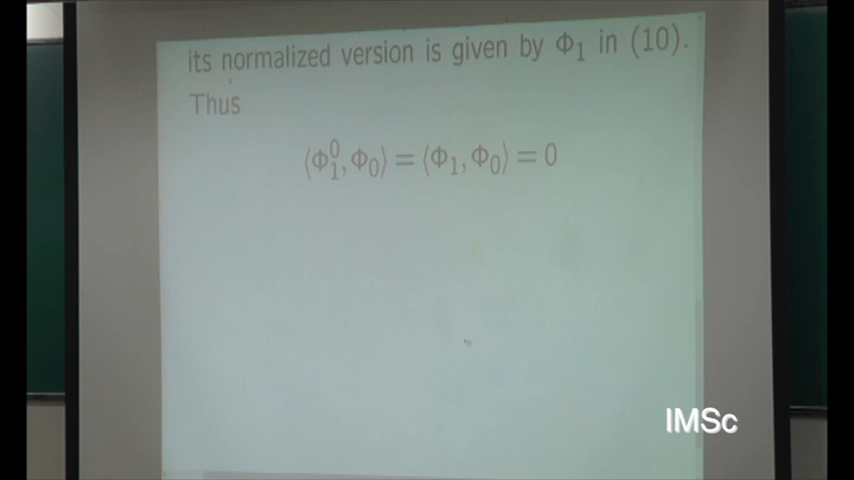 its normalized version is given by Φ₁ in (10).
Thus
⟨Φ₁⁰, Φ₀⟩ = ⟨Φ₁, Φ₀⟩ = 0
IMSc